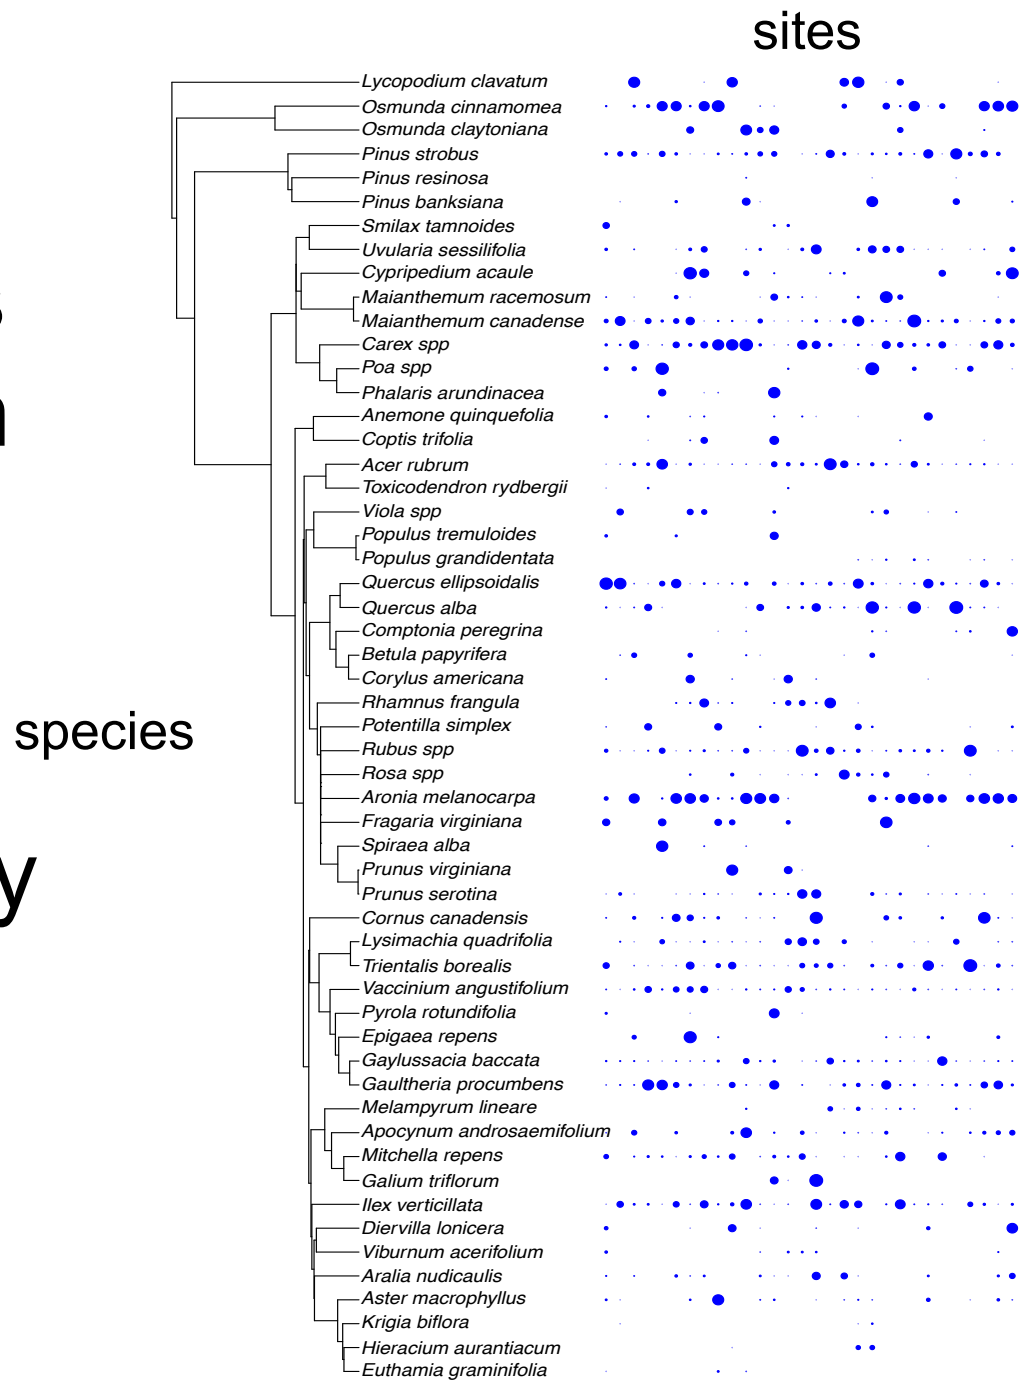 sites
Lycopodium clavatum
Osmunda cinnamomea
Osmunda claytoniana
Pinus strobus
Pinus resinosa
Pinus banksiana
Smilax tamnoides
Uvularia sessilifolia
Cypripedium acaule
Maianthemum racemosum
Maianthemum canadense
Carex spp
Poa spp
Phalaris arundinacea
Anemone quinquefolia
Coptis trifolia
Acer rubrum
Toxicodendron rydbergii
Viola spp
Populus tremuloides
Populus grandidentata
Quercus ellipsoidalis
Quercus alba
Comptonia peregrina
Betula papyrifera
Corylus americana
Rhamnus frangula
Potentilla simplex
species
Rubus spp
Rosa spp
Aronia melanocarpa
Fragaria virginiana
Spiraea alba
Prunus virginiana
y
Prunus serotina
Cornus canadensis
Lysimachia quadrifolia
Trientalis borealis
Vaccinium angustifolium
Pyrola rotundifolia
Epigaea repens
Gaylussacia baccata
Gaultheria procumbens
Melampyrum lineare
Apocynum androsaemifolium
Mitchella repens
Galium triflorum
Ilex verticillata
Diervilla lonicera
Viburnum acerifolium
Aralia nudicaulis
Aster macrophyllus
Krigia biflora
Hieracium aurantiacum
Euthamia graminifolia